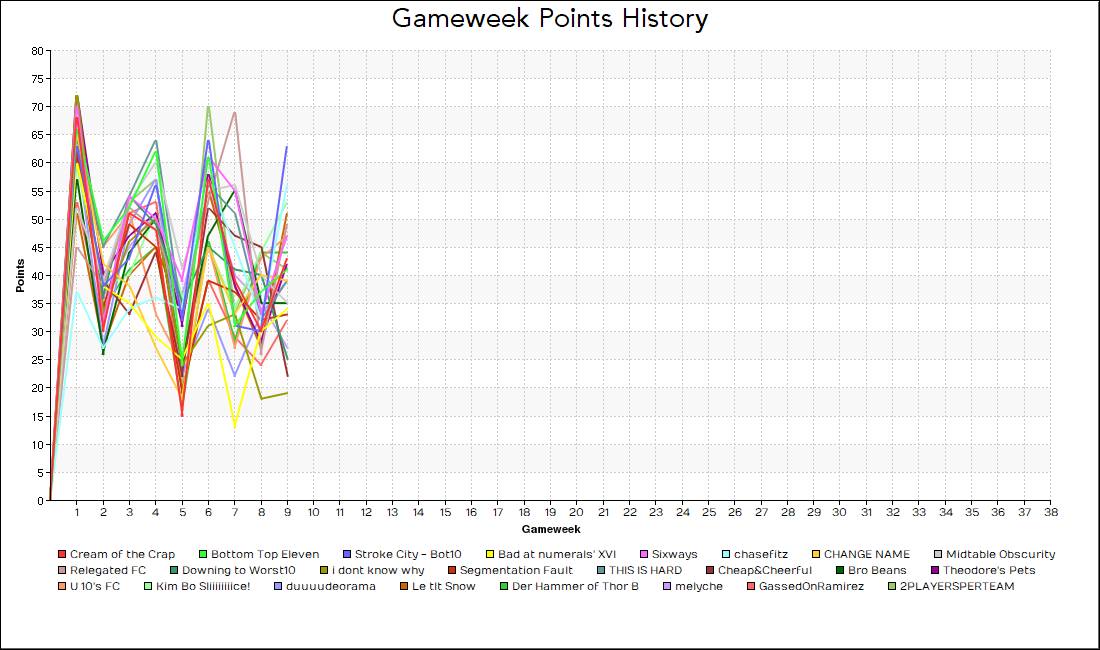 Gameweek Points History
80
75
70
65
60
55
50
45
40
35
30
25
20
15
10
5
0
Points
1 2 3 4 5 6 7 8 9 10 11 12 13 14 15 16 17 18 19 20 21 22 23 24 25 26 27 28 29 30 31 32 33 34 35 36 37 38
Gameweek
Cream of the Crap Bottom Top Eleven Stroke City - Bot10 Bad at numerals' XVI Sixways chasefitz CHANGE NAME Midtable Obscurity
Relegated FC Downing to Worst10 i dont know why Segmentation Fault THIS IS HARD Cheap&Cheerful Bro Beans Theodore's Pets
U10's FC Kim Bo Sliiiiiiiice! duuuudeorama Le tIt Snow Der Hammer of Thor B melyche GassedOnRamirez 2PLAYERSPERTEAM